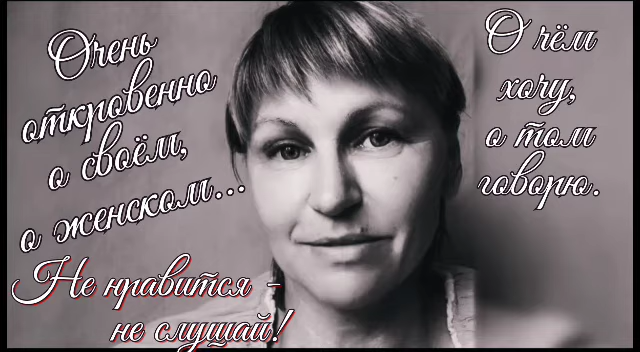 Очень
откровенно
о своём,
о женском...
Не нравится -
не слушай!
О чём
хочу,
о том
говорю.